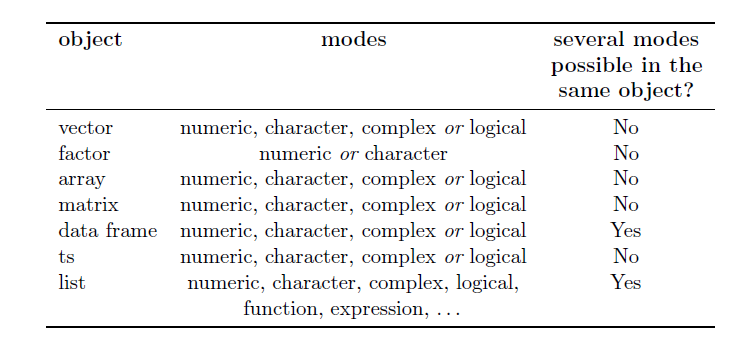 object modes several modes
possible in the
same object?
vector numeric, character, complex or logical No
factor numeric or character No
array numeric, character, complex or logical No
matrix numeric, character, complex or logical No
data frame numeric, character, complex or logical Yes
ts numeric, character, complex or logical No
list numeric, character, complex, logical, Yes
function, expression, ...